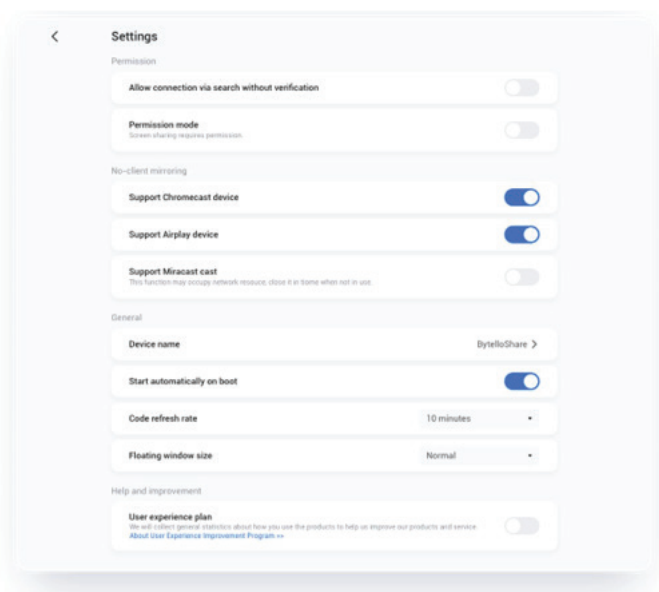 Settings
Permission
Allow connection via search without verification
Permission mode
Screen sharing requires permission.
No-client mirroring
Support Chromecast device
Support Airplay device
Support Miracast cast
This function may occupy network resouce, close it in tiome when not in use.
General
Device name BytelloShare >
Start automatically on boot
Code refresh rate 10 minutes
Floating window size Normal
Help and improvement
User experience plan
We will collect general statistics about how you use the products to help us improve our products and service
About User Experience Improvement Program >>